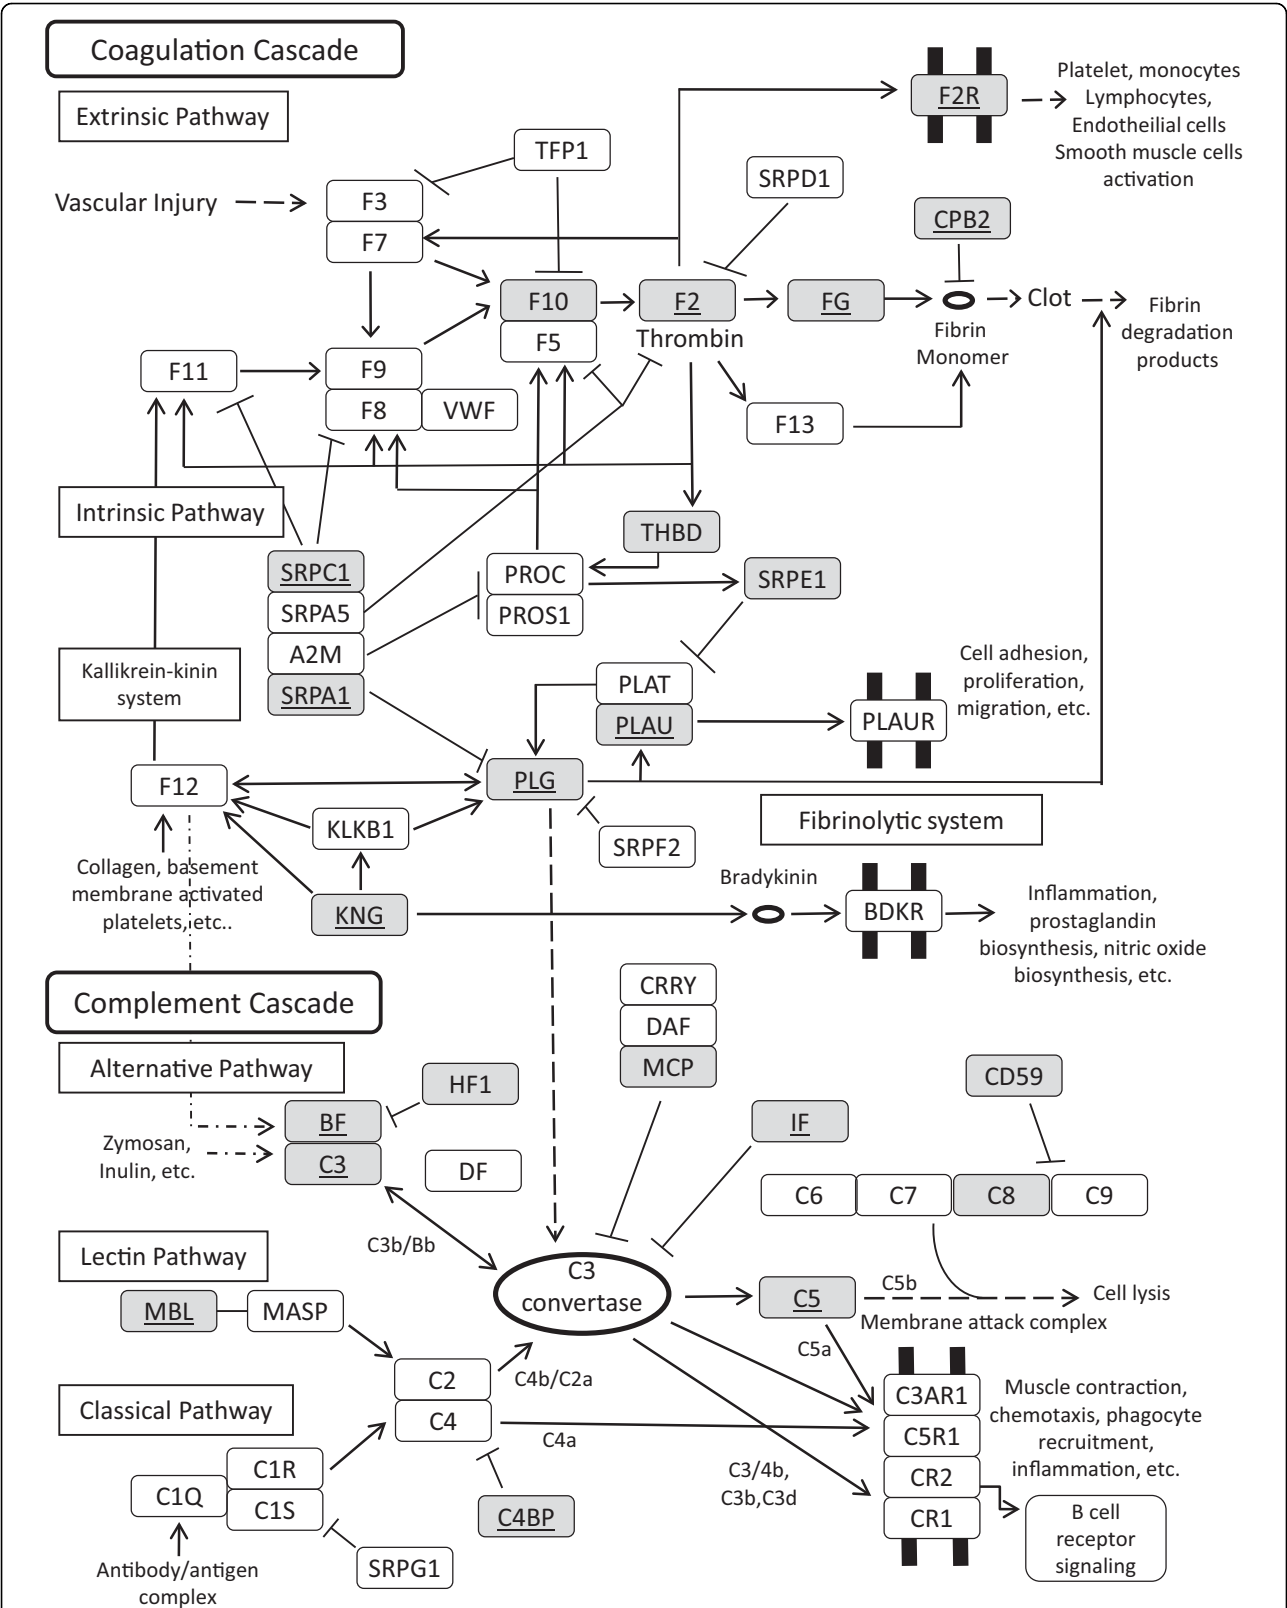 Coagulation Cascade
Extrinsic Pathway
F2R
Platelet, monocytes
Lymphocytes,
Endotheilial cells
Smooth muscle cells
activation
TFP1
SRPD1
Vascular Injury
F3
F7
CPB2
F10
F5
F2
Thrombin
FG
Fibrin
Monomer
Clot
Fibrin
degradation
products
F11
F9
F8
VWF
F13
Intrinsic Pathway
THBD
SRPC1
SRPA5
A2M
SRPA1
PROC
PROS1
SRPE1
Kallikrein-kinin
system
PLAT
PLAU
PLAUR
Cell adhesion,
proliferation,
migration, etc.
F12
PLG
KLKB1
SRPF2
Fibrinolytic system
Collagen, basement
membrane activated
platelets, etc..
KNG
Bradykinin
BDKR
Inflammation,
prostaglandin
biosynthesis, nitric oxide
biosynthesis, etc.
Complement Cascade
CRRY
DAF
MCP
Alternative Pathway
HF1
CD59
BF
C3
IF
Zymosan,
Inulin, etc.
DF
C6
C7
C8
C9
C3b/Bb
Lectin Pathway
C3
convertase
MBL
MASP
C5
C5b
Cell lysis
Membrane attack complex
C5a
C2
C4
C4b/C2a
Classical Pathway
C4a
C3AR1
C5R1
CR2
CR1
Muscle contraction,
chemotaxis, phagocyte
recruitment,
inflammation, etc.
C1Q
C1R
C1S
C3/4b,
C3b,C3d
C4BP
B cell
receptor
signaling
SRPG1
Antibody/antigen
complex